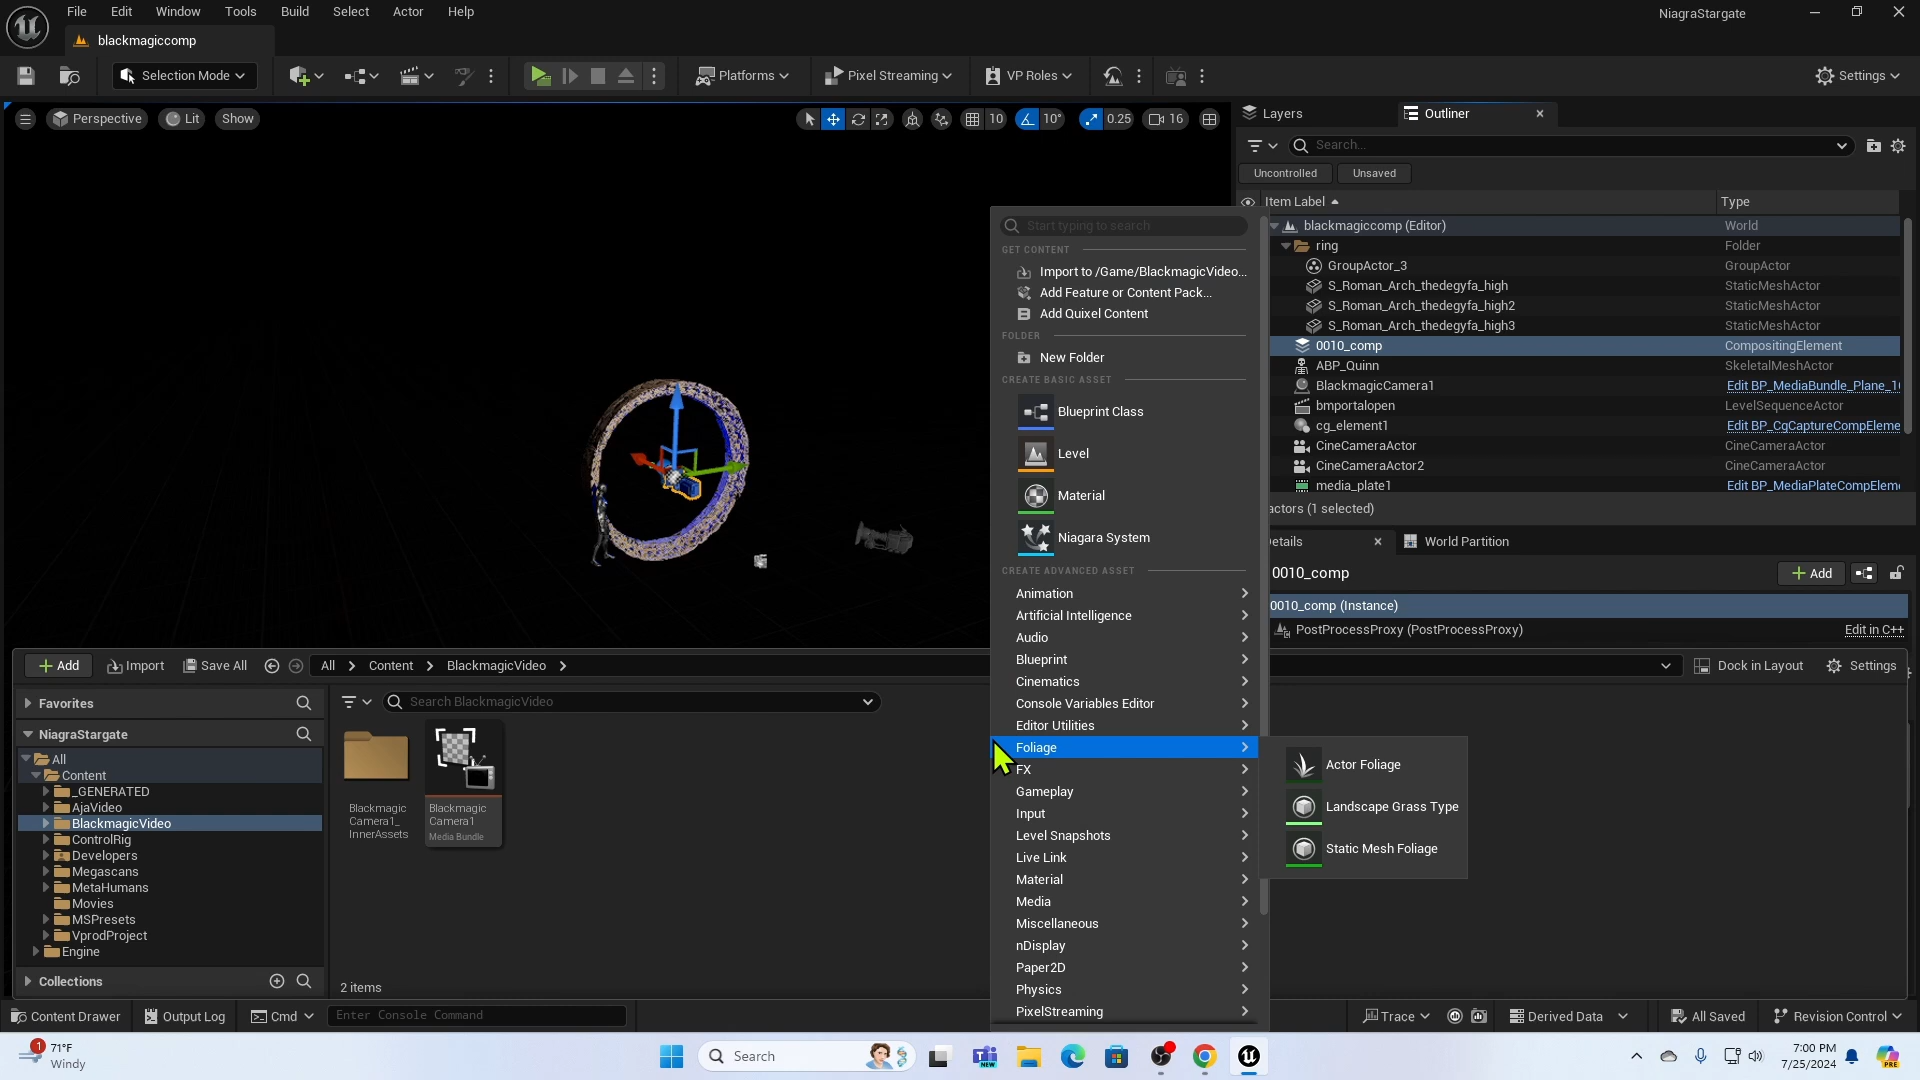 File Edit Window Tools Build Select Actor Help
NiagraStargate
blackmagiccomp
Selection Mode
Platforms
Pixel Streaming
VP Roles
Settings
Perspective
Lit
Show
10
10°
0.25
16
Layers
Outliner
Search...
Uncontrolled
Unsaved
Item Label
Type
blackmagiccomp (Editor) World
ring Folder
GroupActor_3 GroupActor
S_Roman_Arch_thedegyfa_high StaticMeshActor
S_Roman_Arch_thedegyfa_high2 StaticMeshActor
S_Roman_Arch_thedegyfa_high3 StaticMeshActor
0010_comp CompositingElement
ABP_Quinn SkeletalMeshActor
BlackmagicCamera1 Edit BP_MediaBundle_Plane_1
bmportalopen LevelSequenceActor
cg_element1 Edit BP_CgCaptureCompEleme
CineCameraActor CineCameraActor
CineCameraActor2 CineCameraActor
media_plate1 Edit BP_MediaPlateCompElem
actors (1 selected)
etails
World Partition
0010_comp
Add
0010_comp (Instance)
PostProcessProxy (PostProcessProxy) Edit in C++
Start typing to search
GET CONTENT
Import to /Game/BlackmagicVideo...
Add Feature or Content Pack...
Add Quixel Content
FOLDER
New Folder
CREATE BASIC ASSET
Blueprint Class
Level
Material
Niagara System
CREATE ADVANCED ASSET
Animation
Artificial Intelligence
Audio
Blueprint
Cinematics
Console Variables Editor
Editor Utilities
Foliage
FX
Gameplay
Input
Level Snapshots
Live Link
Material
Media
Miscellaneous
nDisplay
Paper2D
Physics
PixelStreaming
Actor Foliage
Landscape Grass Type
Static Mesh Foliage
Add
Import
Save All
All
Content
BlackmagicVideo
Dock in Layout
Settings
Favorites
NiagraStargate
All
Content
_GENERATED
AjaVideo
BlackmagicVideo
ControlRig
Developers
Megascans
MetaHumans
Movies
MSPresets
VprodProject
Engine
Collections
Search BlackmagicVideo
Blackmagic
Camera1_
InnerAssets
Blackmagic
Camera1
Media Bundle
2 items
Content Drawer
Output Log
Cmd
Enter Console Command
Trace
Derived Data
All Saved
Revision Control
1
71°F
Windy
Search
NEW
7:00 PM
7/25/2024
PRE